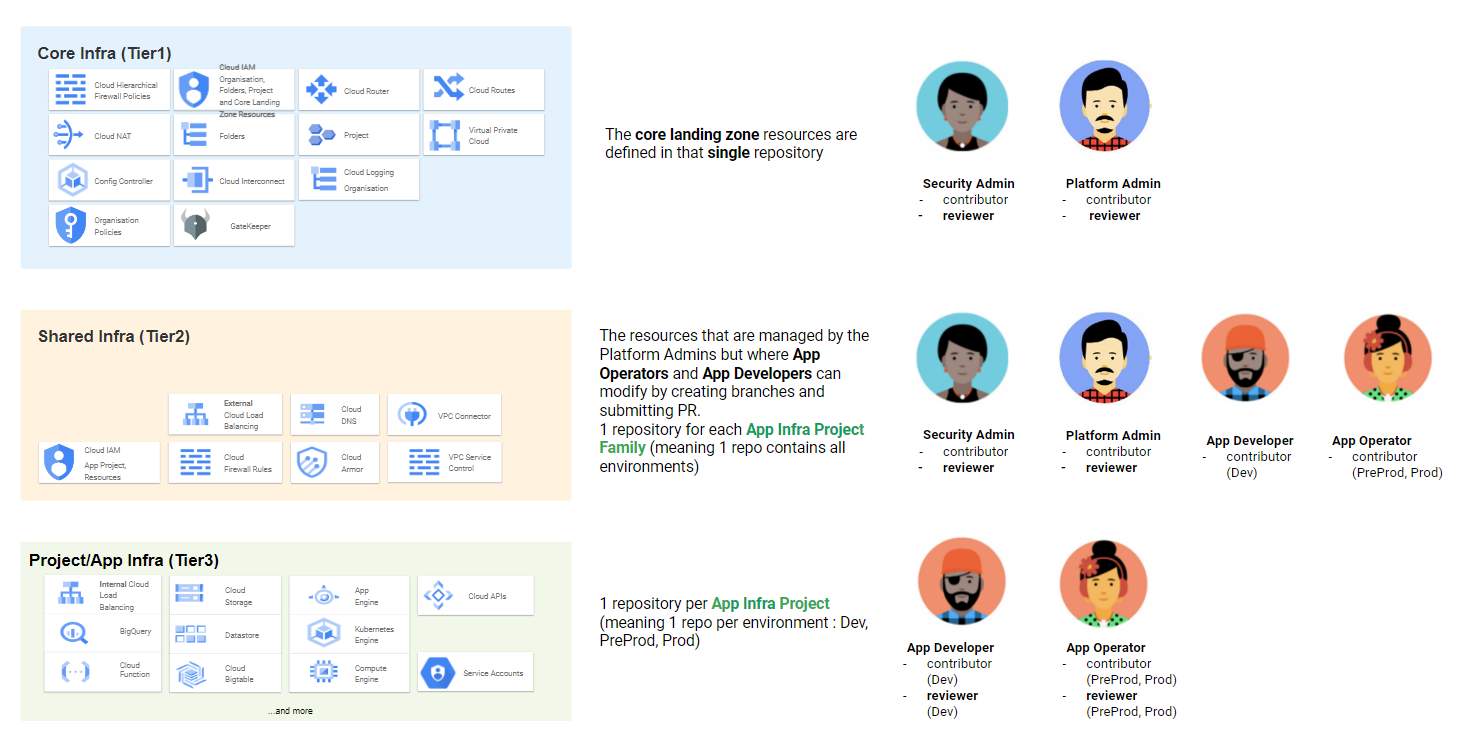 Core Infra (Tier1)
Cloud Hierarchical
Firewall Policies
Cloud IAM
Organisation,
Folders, Project
and Core Landing
Zone Resources
Cloud Router
Cloud Routes
Cloud NAT
Folders
Project
Virtual Private
Cloud
Config Controller
Cloud Interconnect
Cloud Logging
Organisation
Organisation
Policies
GateKeeper
The core landing zone resources are
defined in that single repository
Security Admin
- contributor
- reviewer
Platform Admin
- contributor
- reviewer
Shared Infra (Tier2)
External
Cloud Load
Balancing
Cloud
DNS
VPC Connector
Cloud IAM
App Project,
Resources
Cloud
Firewall Rules
Cloud
Armor
VPC Service
Control
The resources that are managed by the
Platform Admins but where App
Operators and App Developers can
modify by creating branches and
submitting PR.
1 repository for each App Infra Project
Family (meaning 1 repo contains all
environments)
Security Admin
- contributor
- reviewer
Platform Admin
- contributor
- reviewer
App Developer
- contributor
(Dev)
App Operator
- contributor
(PreProd, Prod)
Project/App Infra (Tier3)
Internal Cloud
Load
Balancing
Cloud
Storage
App
Engine
Cloud APIs
BigQuery
Datastore
Kubernetes
Engine
Cloud
Function
Cloud
Bigtable
Compute
Engine
Service Accounts
...and more
1 repository per App Infra Project
(meaning 1 repo per environment : Dev,
PreProd, Prod)
App Developer
- contributor
(Dev)
- reviewer
(Dev)
App Operator
- contributor
(PreProd, Prod)
- reviewer
(PreProd, Prod)